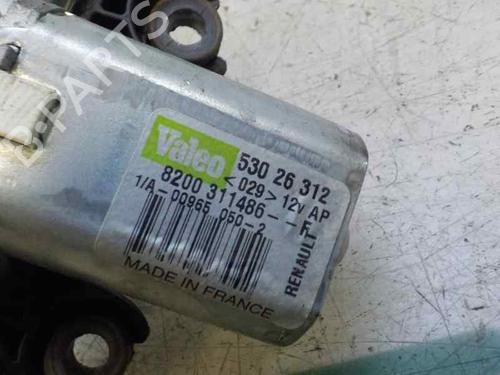 B-PARTS
Valeo
530 26 312
<029> 12v AP
8200 311486--F
1/A-00965 050-2
RENAULT
MADE IN FRANCE